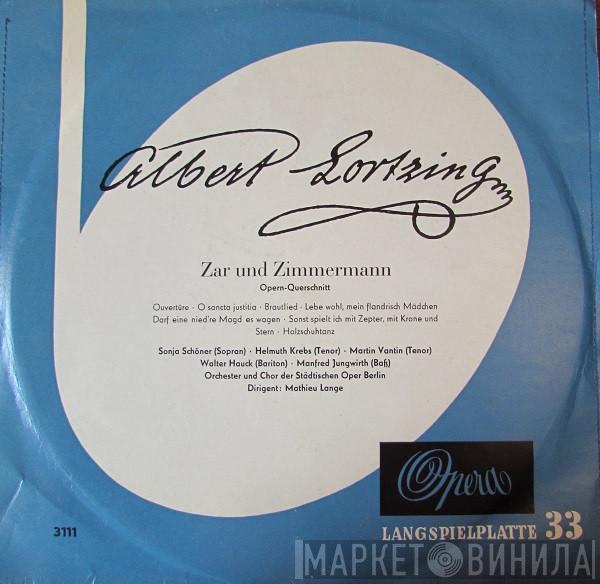 Albert Lortzing
Zar und Zimmermann
Opern-Querschnitt
Ouvertüre · O sancta justitia · Brautlied · Lebe wohl, mein flandrisch Mädchen
Darf eine nied're Magd es wagen · Sonst spielt ich mit Zepter, mit Krone und
Stern · Holzschuhtanz
Sonja Schöner (Sopran) · Helmuth Krebs (Tenor) · Martin Vantin (Tenor)
Walter Hauck (Bariton) · Manfred Jungwirth (Baß)
Orchester und Chor der Städtischen Oper Berlin
Dirigent: Mathieu Lange
Opera
3111
LANGSPIELPLATTE 33
МАРКЕТ ВИНИЛА